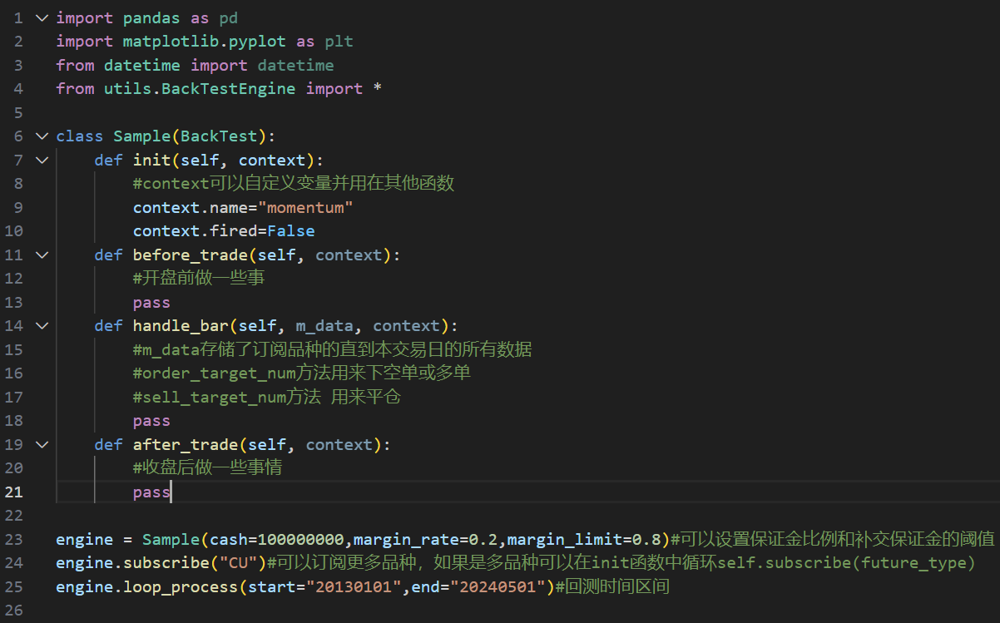 1 import pandas as pd
2 import matplotlib.pyplot as plt
3 from datetime import datetime
4 from utils.BackTestEngine import *
5
6 class Sample(BackTest):
7     def init(self, context):
8         #context可以自定义变量并用在其他函数
9         context.name="momentum"
10         context.fired=False
11     def before_trade(self, context):
12         #开盘前做一些事
13         pass
14     def handle_bar(self, m_data, context):
15         #m_data存储了订阅品种的直到本交易日的所有数据
16         #order_target_num方法用来下空单或多单
17         #sell_target_num方法 用来平仓
18         pass
19     def after_trade(self, context):
20         #收盘后做一些事情
21         pass
22
23 engine = Sample(cash=100000000,margin_rate=0.2,margin_limit=0.8)#可以设置保证金比例和补交保证金的阈值
24 engine.subscribe("CU")#可以订阅更多品种，如果是多品种可以在init函数中循环self.subscribe(future_type)
25 engine.loop_process(start="20130101",end="20240501")#回测时间区间
26